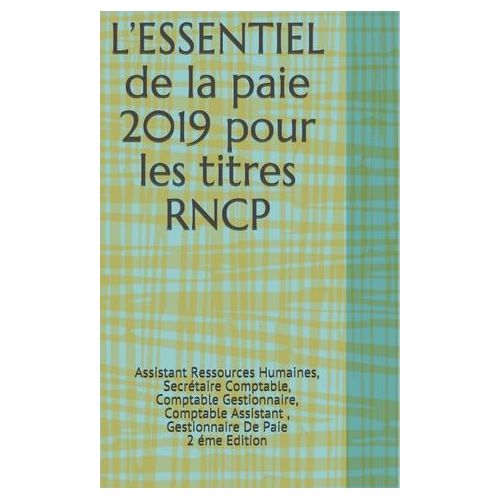 L'ESSENTIEL
de la paie
2019 pour
les titres
RNCP
Assistant Ressources Humaines,
Secrétaire Comptable,
Comptable Gestionnaire,
Comptable Assistant ,
Gestionnaire De Paie
2 éme Edition